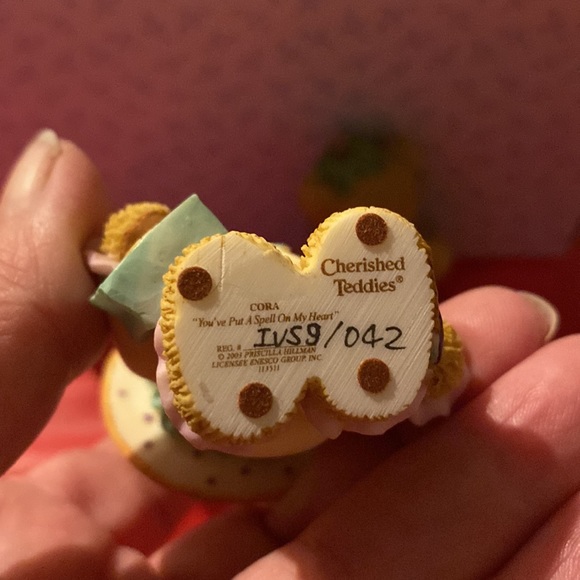 Cherished
Teddies®
CORA
"You've Put A Spell On My Heart"
REG. # IVS9/042
© 2003 PRISCILLA HILLMAN
LICENSEE ENESCO GROUP, INC.
113511